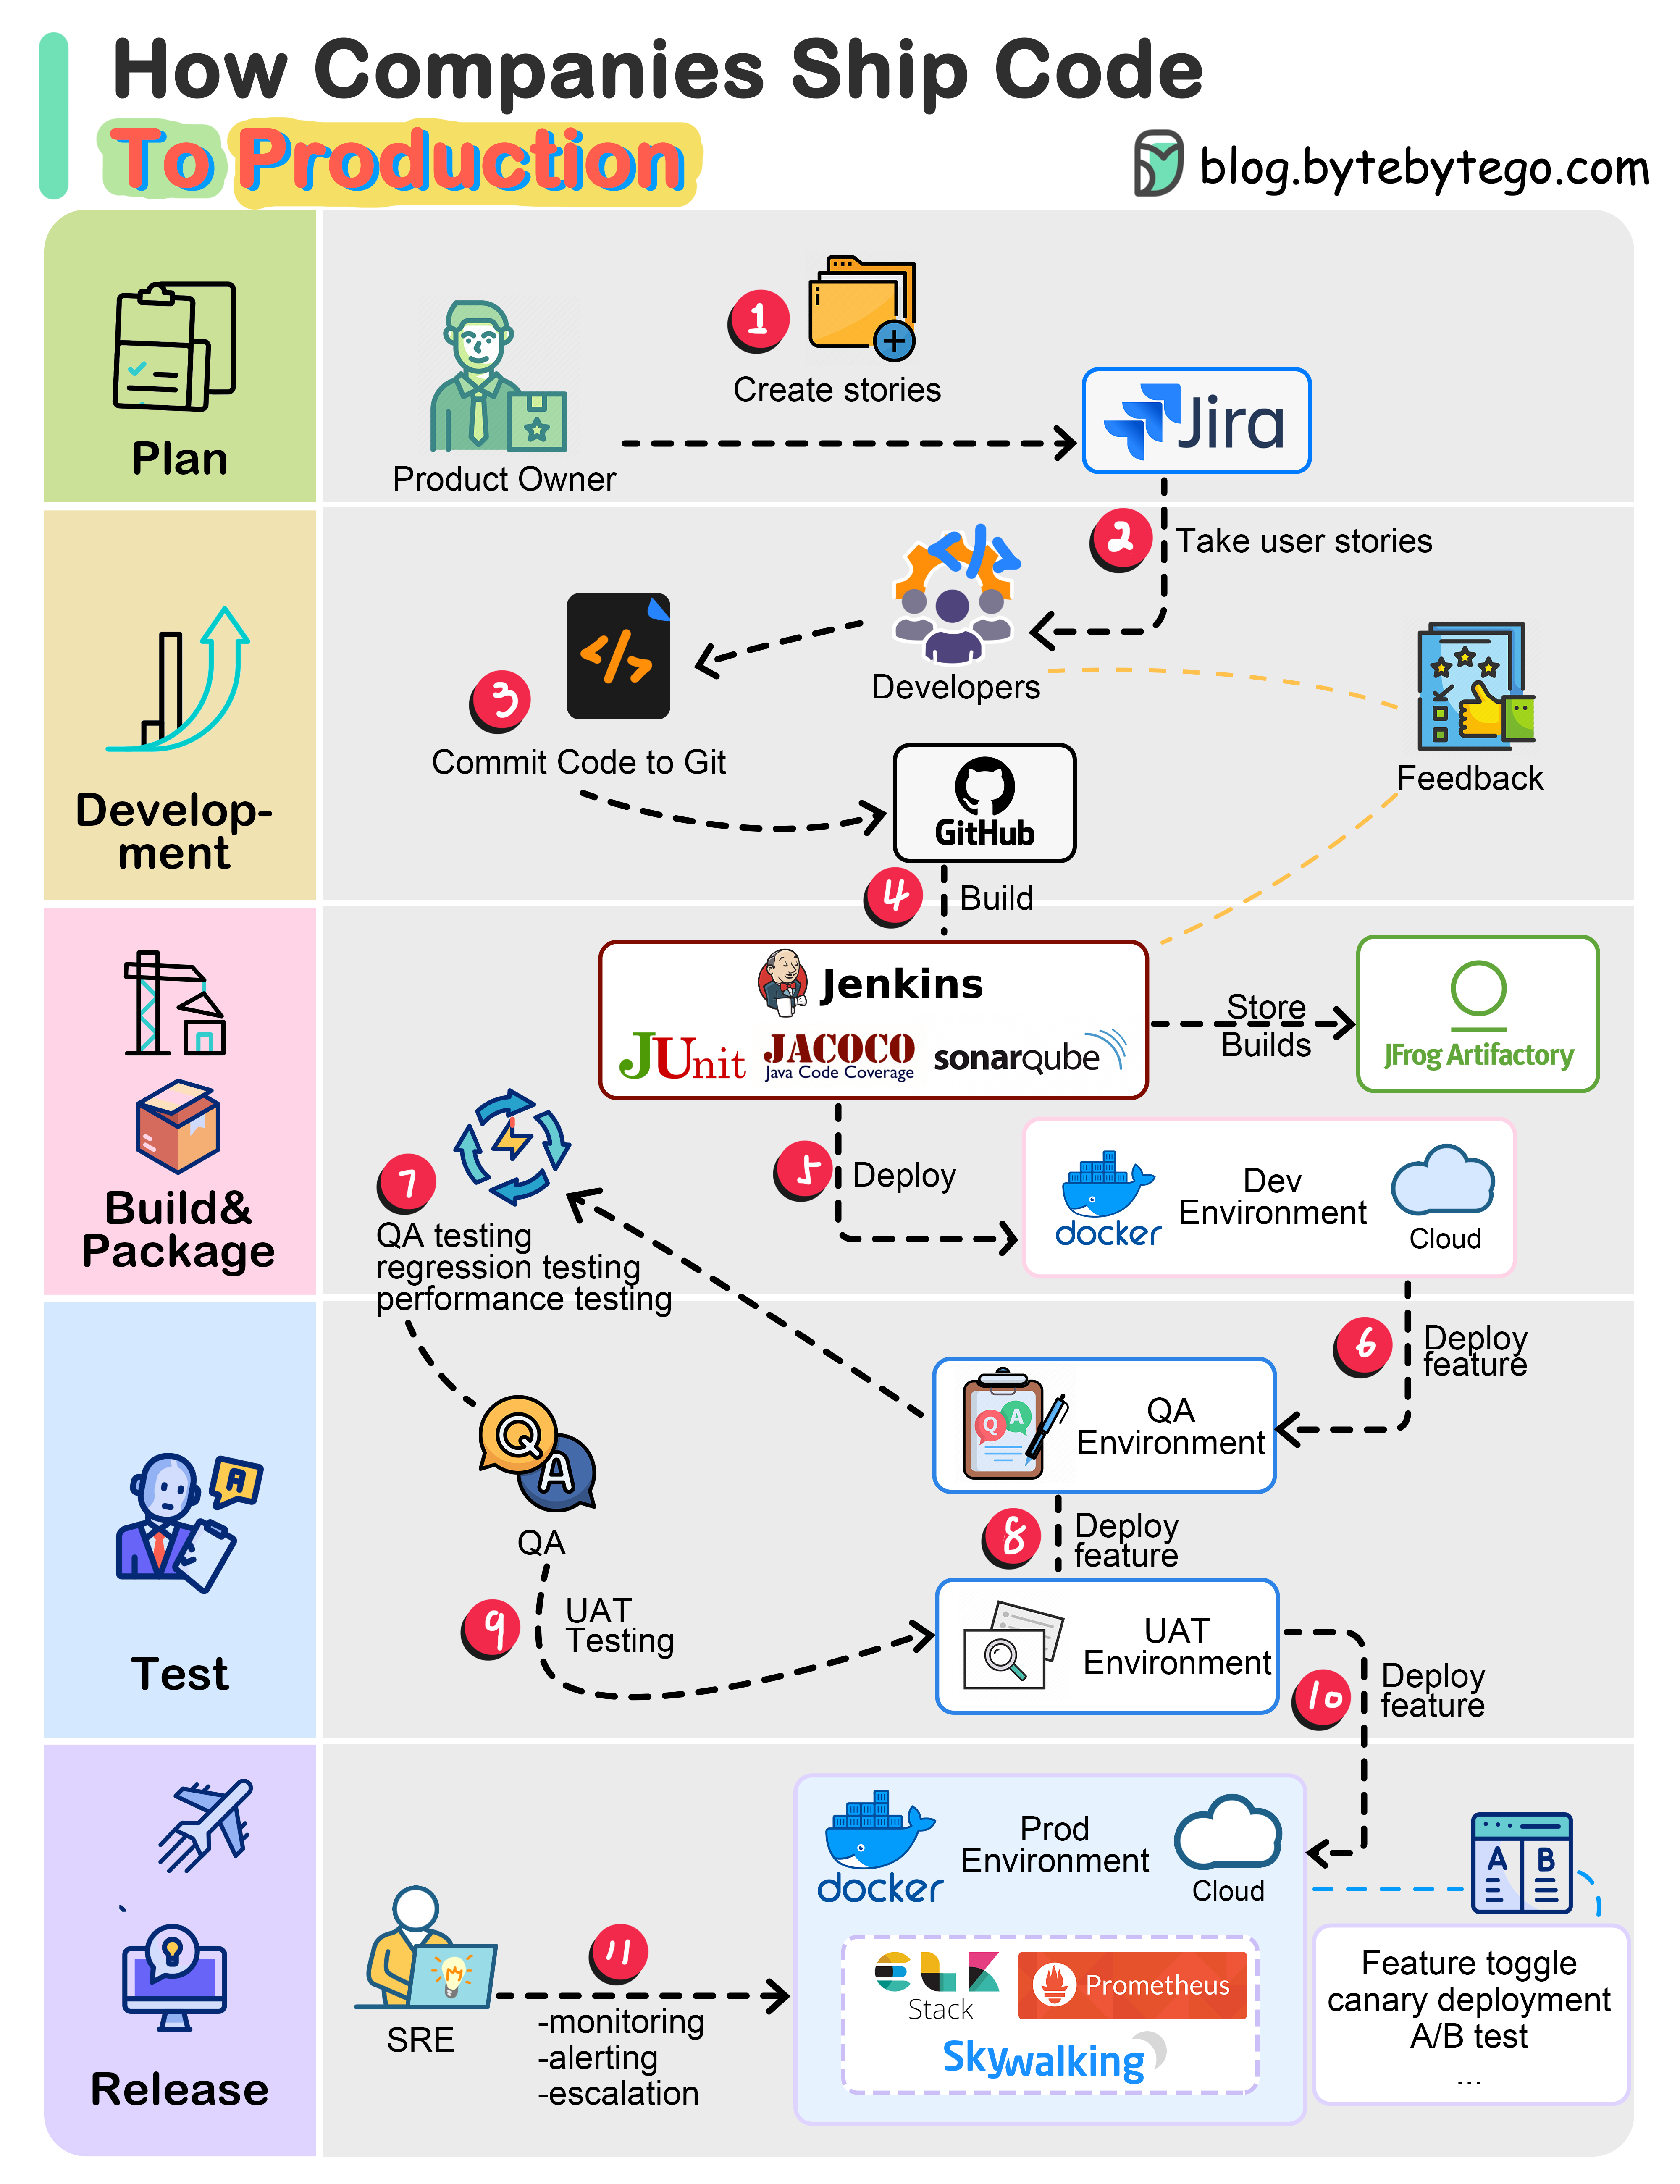 How Companies Ship Code
To Production
blog.bytebytego.com
Plan
1
Create stories
Product Owner
Jira
2
Take user stories
Develop-
ment
Developers
3
Commit Code to Git
GitHub
Feedback
4
Build
Build&
Package
Jenkins
JUnit
JACOCO
Java Code Coverage
sonarqube
Store
Builds
JFrog Artifactory
5
Deploy
docker
Dev
Environment
Cloud
7
QA testing
regression testing
performance testing
6
Deploy
feature
Test
A
Q A
QA
Environment
Q
A
QA
8
Deploy
feature
9
UAT
Testing
UAT
Environment
10
Deploy
feature
Release
docker
Prod
Environment
Cloud
A B
SRE
11
-monitoring
-alerting
-escalation
ELK
Stack
Prometheus
Skywalking
Feature toggle
canary deployment
A/B test
...